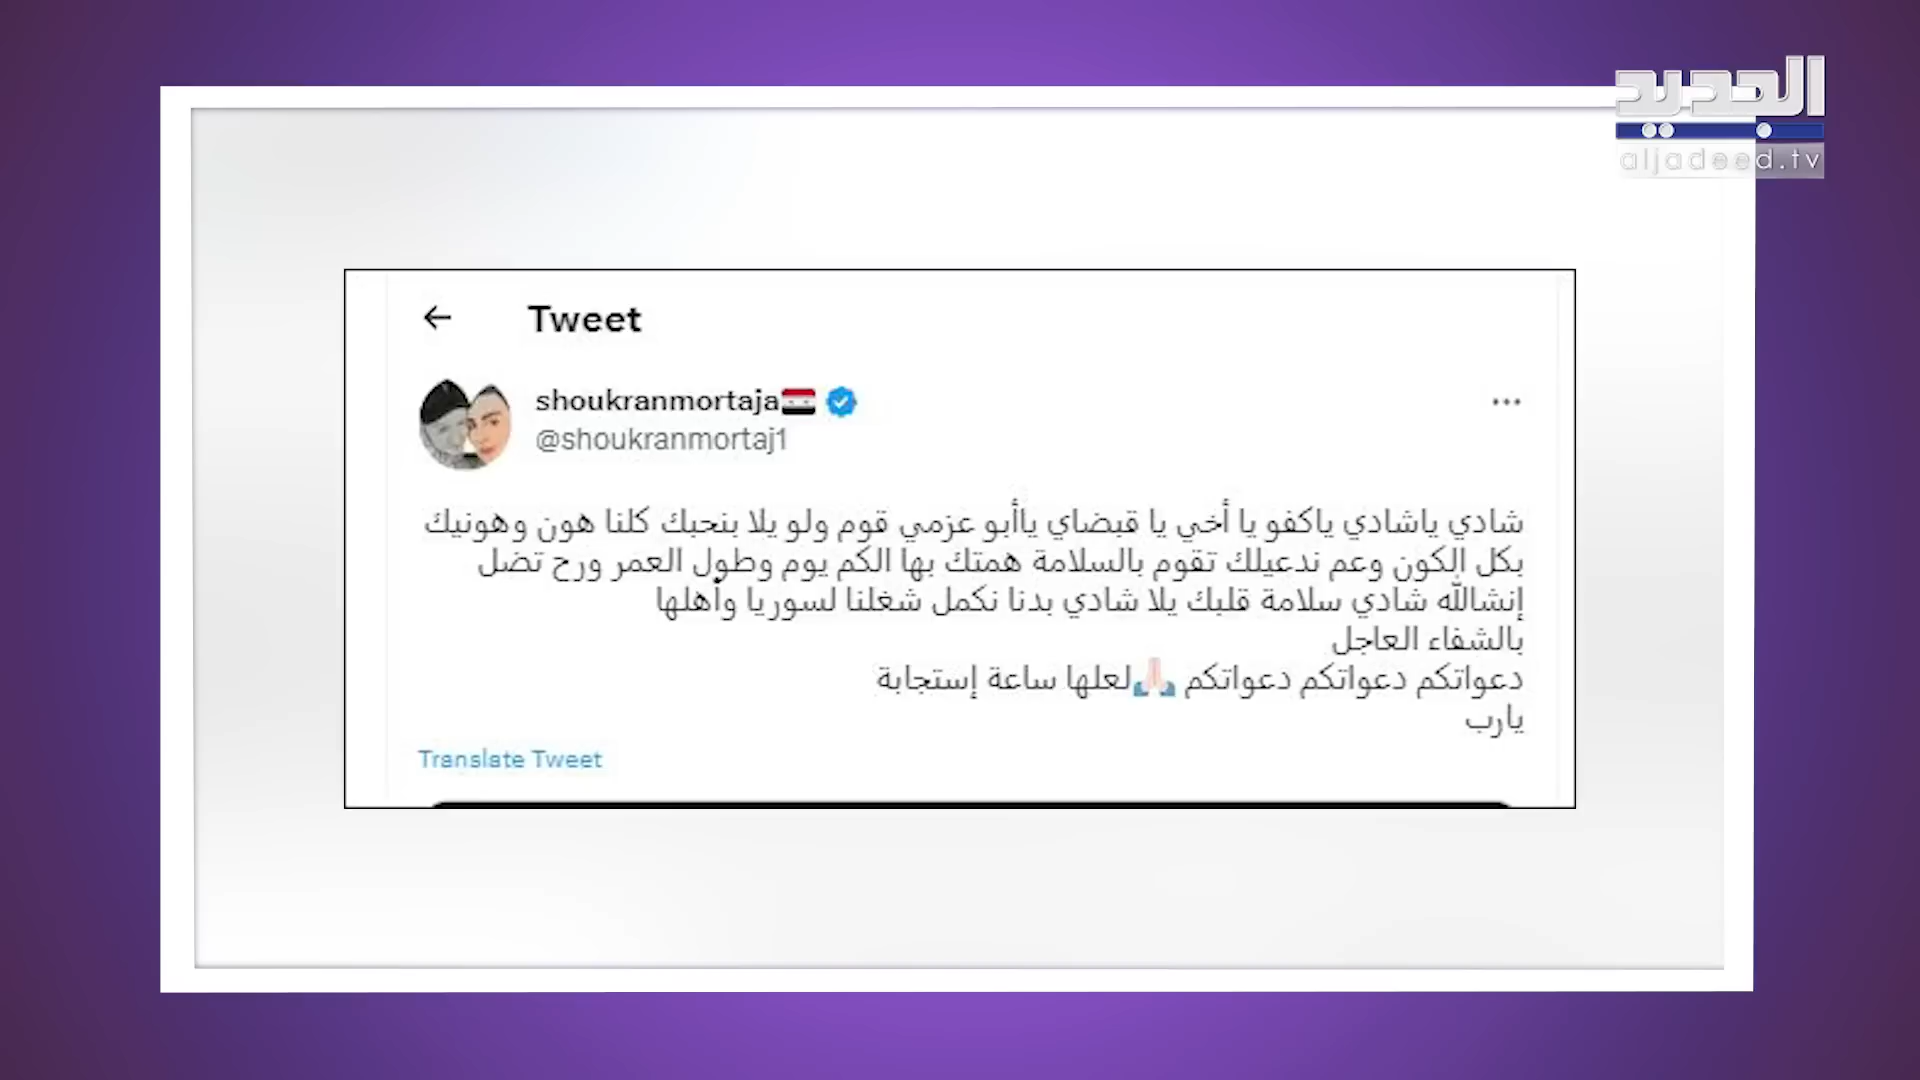 الجديد
aljadeed.tv
Tweet
shoukranmortaja
@shoukranmortaj1
شادي ياشادي ياكفو يا أخي يا قبضاي ياأبو عزمي قوم ولو يلا بنحبك كلنا هون وهونيك
بكل الكون وعم ندعيلك تقوم بالسلامة همتك بها الكم يوم وطول العمر ورح تضل
إنشالله شادي سلامة قلبك يلا شادي بدنا نكمل شغلنا لسوريا وأهلها
بالشفاء العاجل
دعواتكم دعواتكم دعواتكم 🙏🏻لعلها ساعة إستجابة
يارب
Translate Tweet